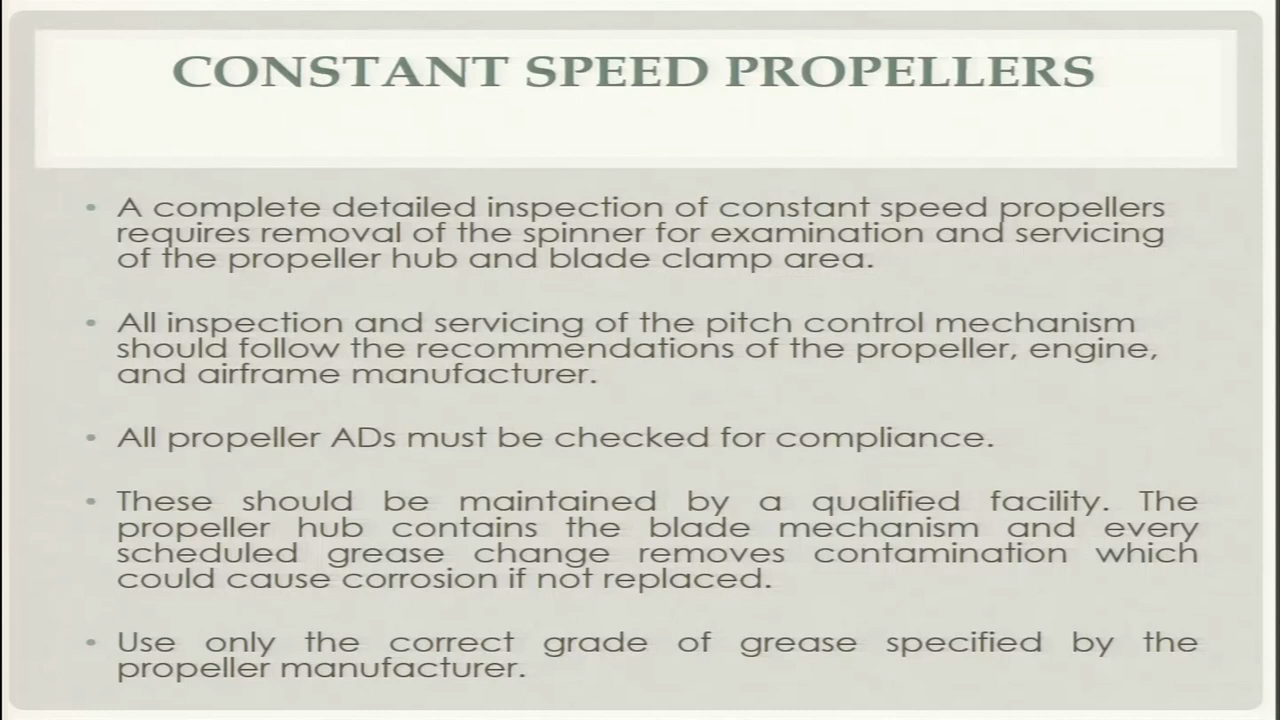 CONSTANT SPEED PROPELLERS
• A complete detailed inspection of constant speed propellers
requires removal of the spinner for examination and servicing
of the propeller hub and blade clamp area.
• All inspection and servicing of the pitch control mechanism
should follow the recommendations of the propeller, engine,
and airframe manufacturer.
• All propeller ADs must be checked for compliance.
• These should be maintained by a qualified facility. The
propeller hub contains the blade mechanism and every
scheduled grease change removes contamination which
could cause corrosion if not replaced.
• Use only the correct grade of grease specified by the
propeller manufacturer.